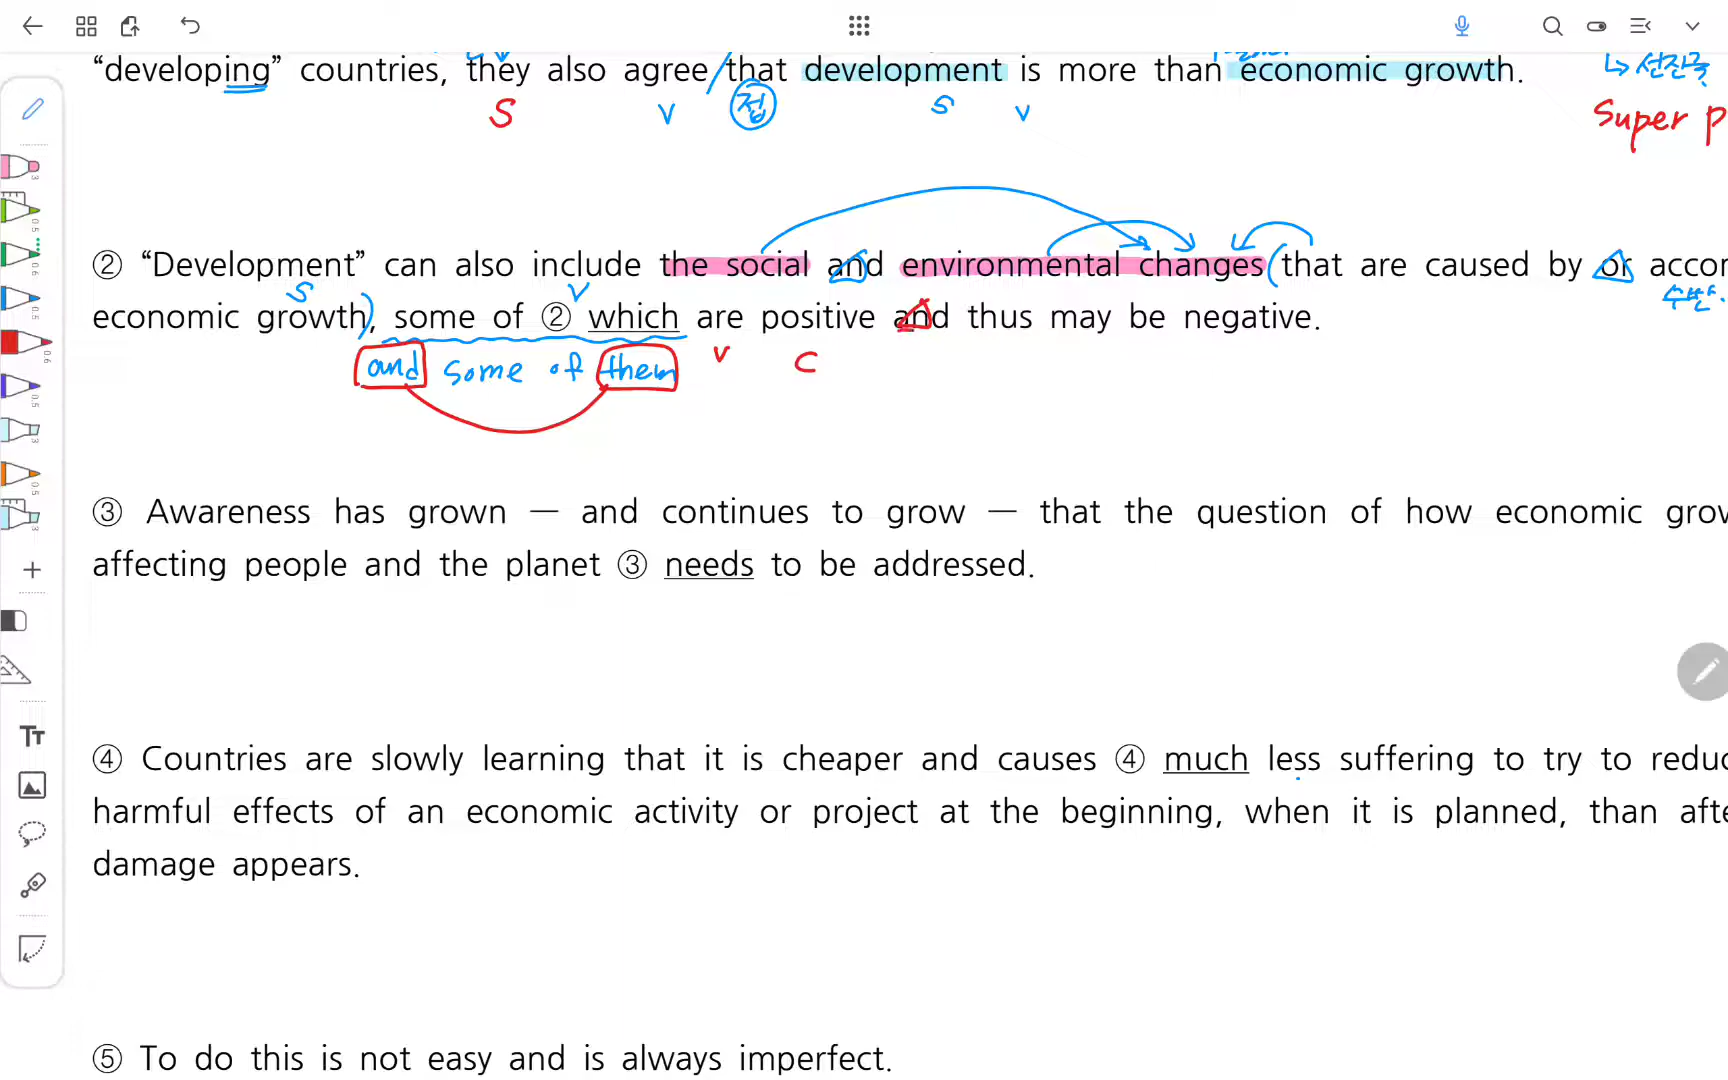 "developing" countries, they also agree that development is more than economic growth.
↳ 선진국
S
V
접
S
V
Super p
② "Development" can also include the social and environmental changes (that are caused by or accor
S
V
수반
economic growth), some of ② which are positive and thus may be negative.
and some of them
V
C
③ Awareness has grown — and continues to grow — that the question of how economic grow
affecting people and the planet ③ needs to be addressed.
④ Countries are slowly learning that it is cheaper and causes ④ much less suffering to try to reduc
harmful effects of an economic activity or project at the beginning, when it is planned, than afte
damage appears.
⑤ To do this is not easy and is always imperfect.